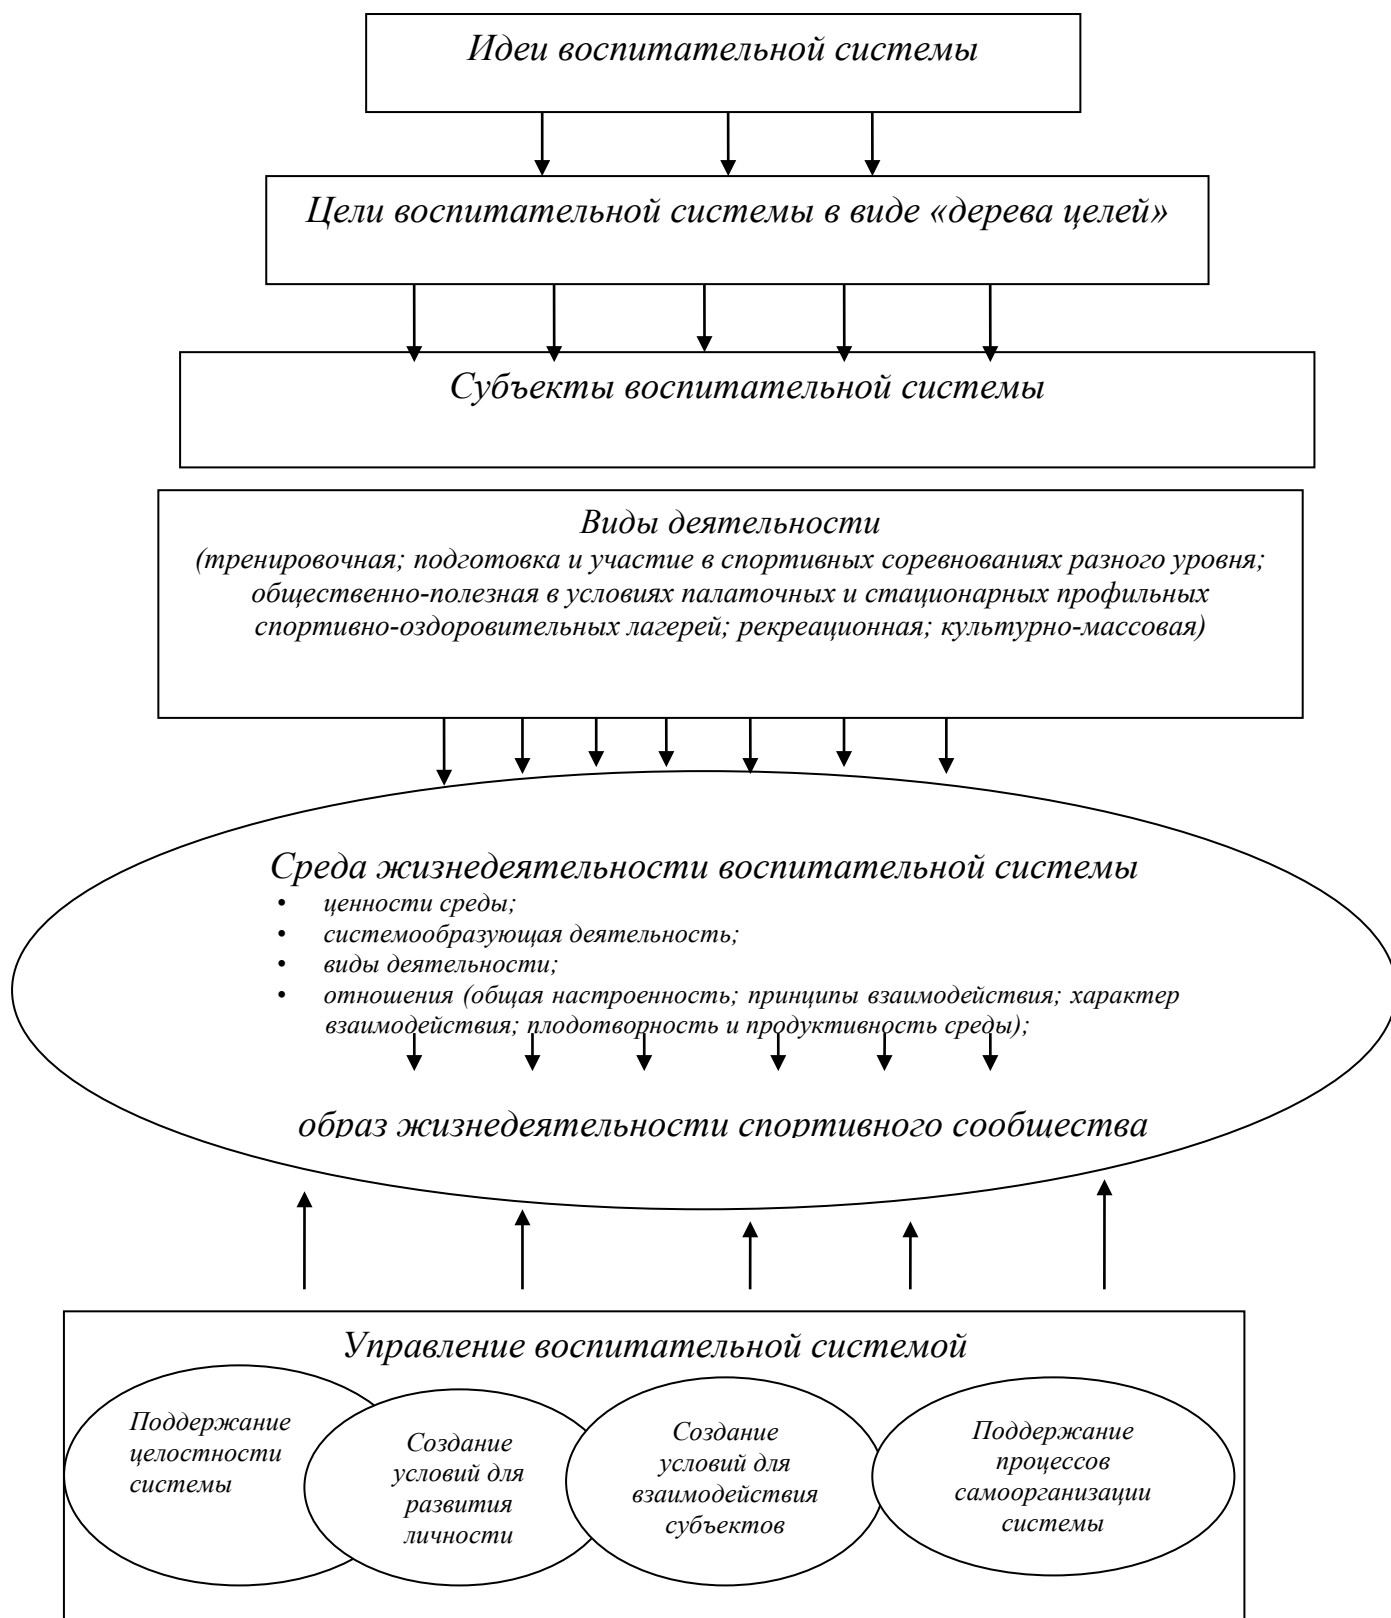 Идеи воспитательной системы
Цели воспитательной системы в виде «дерева целей»
Субъекты воспитательной системы
Виды деятельности
(тренировочная; подготовка и участие в спортивных соревнованиях разного уровня;
общественно-полезная в условиях палаточных и стационарных профильных
спортивно-оздоровительных лагерей; рекреационная; культурно-массовая)
Среда жизнедеятельности воспитательной системы
• ценности среды;
• системообразующая деятельность;
• виды деятельности;
• отношения (общая настроенность; принципы взаимодействия; характер
взаимодействия; плодотворность и продуктивность среды);
образ жизнедеятельности спортивного сообщества
Управление воспитательной системой
Поддержание
целостности
системы
Создание
условий для
развития
личности
Создание
условий для
взаимодействия
субъектов
Поддержание
процессов
самоорганизации
системы